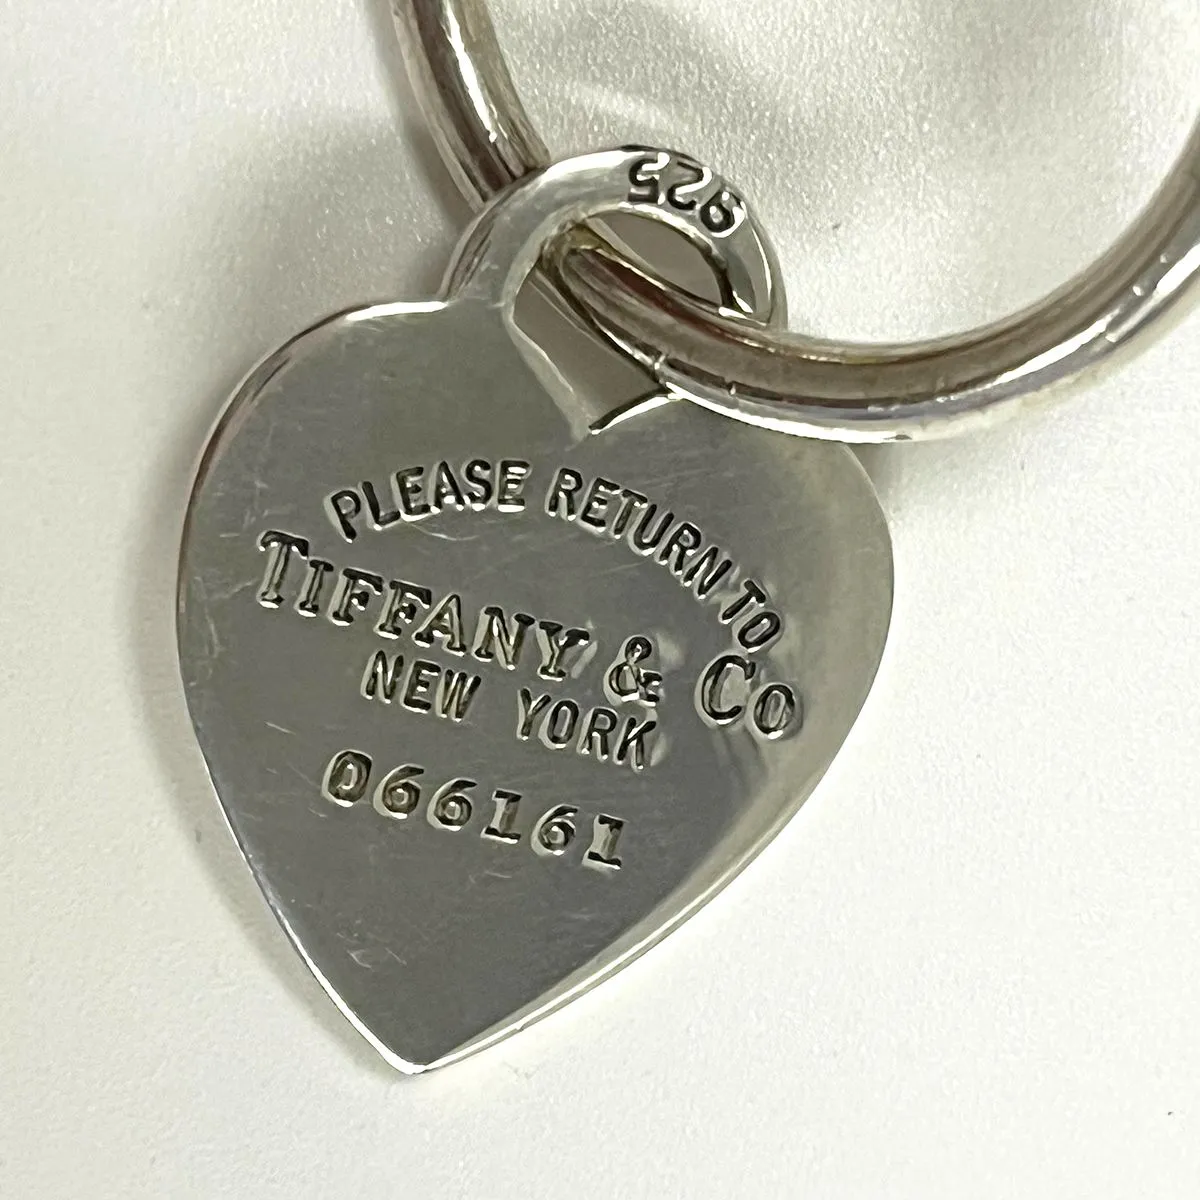 925
PLEASE RETURN TO
TIFFANY & CO
NEW YORK
066161